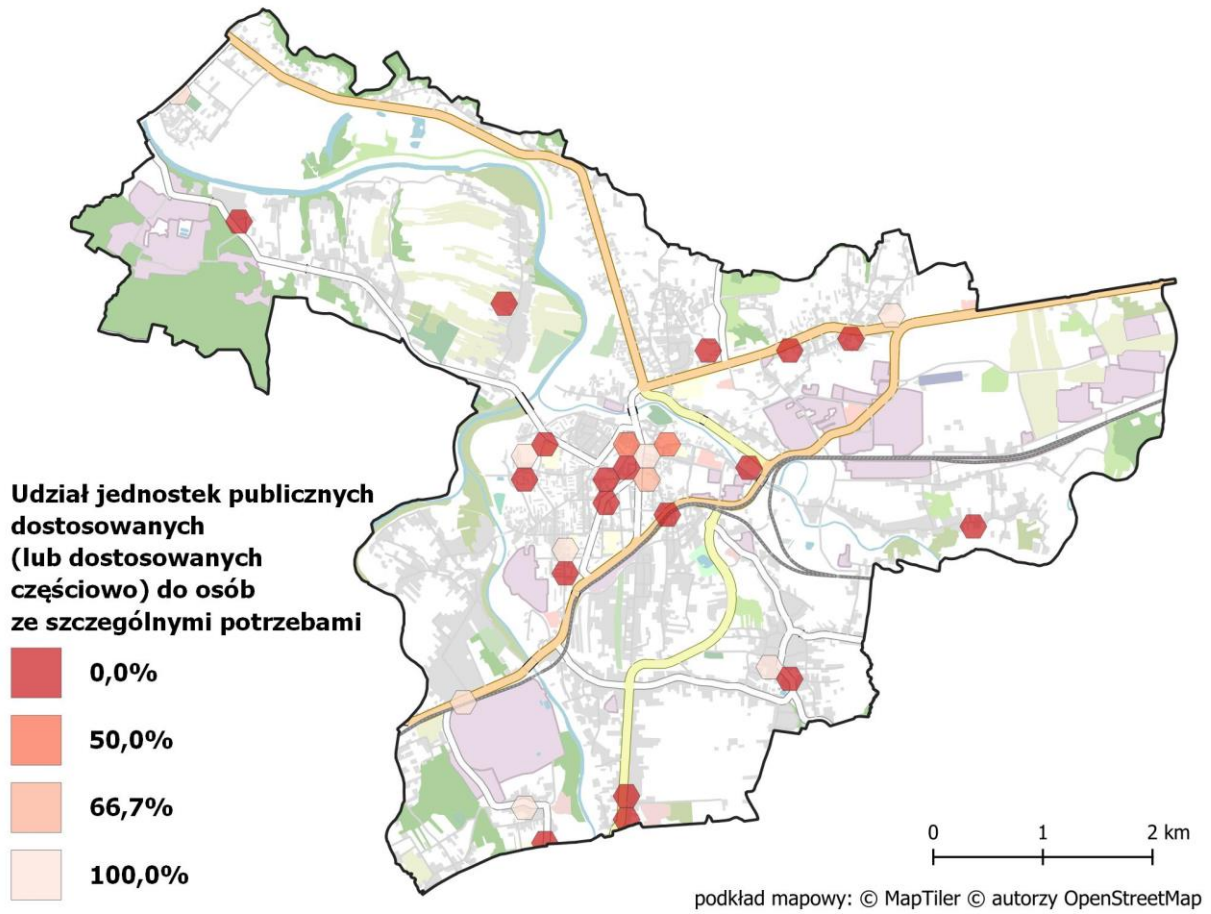 Udział jednostek publicznych
dostosowanych
(lub dostosowanych
częściowo) do osób
ze szczególnymi potrzebami
0,0%
50,0%
66,7%
100,0%
0 1 2 km
podkład mapowy: © MapTiler © autorzy OpenStreetMap